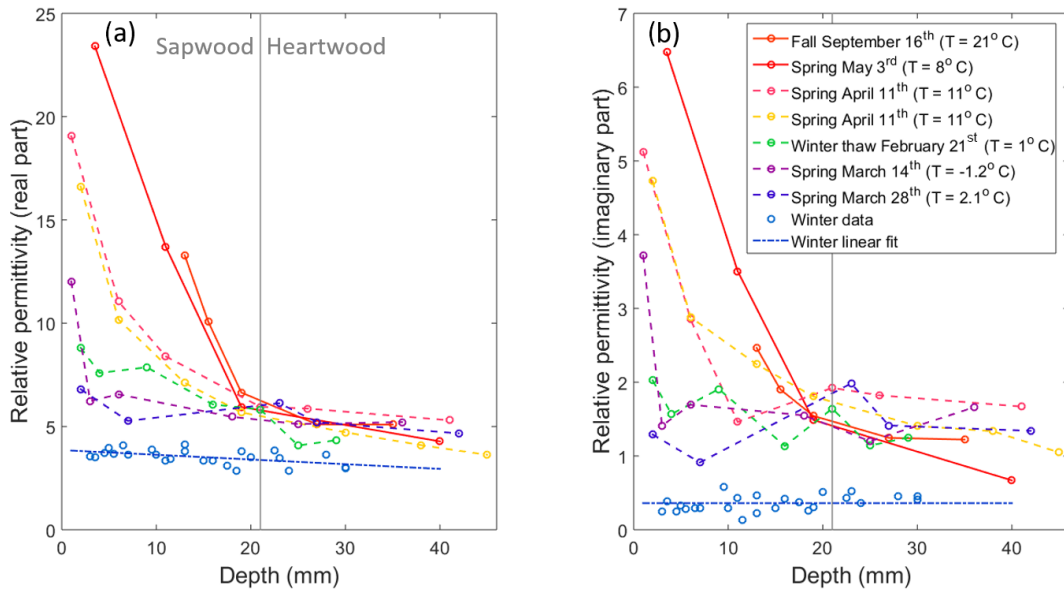 (a)
Sapwood Heartwood
Relative permittivity (real part)
25
20
15
10
5
0
0 10 20 30 40
Depth (mm)
(b)
Relative permittivity (imaginary part)
7
6
5
4
3
2
1
0
0 10 20 30 40
Depth (mm)
Fall September 16th (T = 21° C)
Spring May 3rd (T = 8° C)
Spring April 11th (T = 11° C)
Spring April 11th (T = 11° C)
Winter thaw February 21st (T = 1° C)
Spring March 14th (T = -1.2° C)
Spring March 28th (T = 2.1° C)
Winter data
Winter linear fit